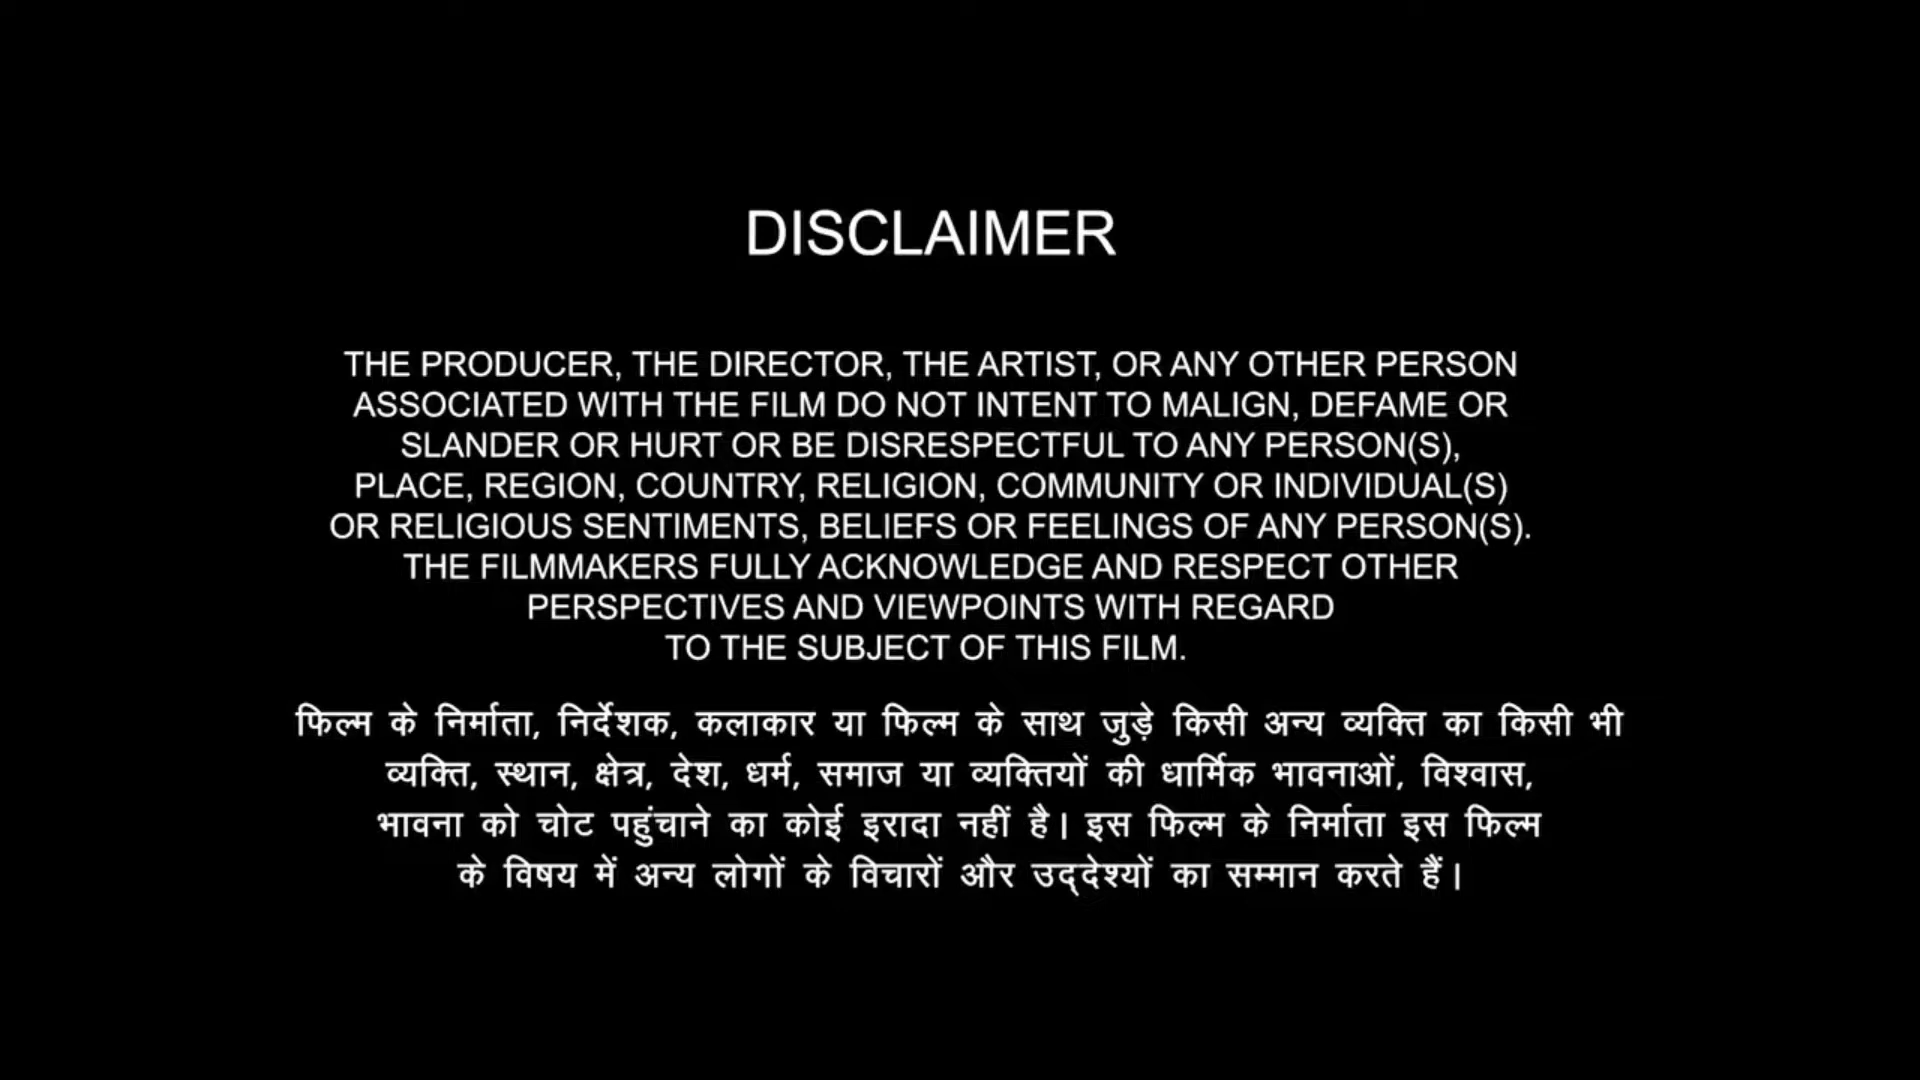 DISCLAIMER
THE PRODUCER, THE DIRECTOR, THE ARTIST, OR ANY OTHER PERSON
ASSOCIATED WITH THE FILM DO NOT INTENT TO MALIGN, DEFAME OR
SLANDER OR HURT OR BE DISRESPECTFUL TO ANY PERSON(S),
PLACE, REGION, COUNTRY, RELIGION, COMMUNITY OR INDIVIDUAL(S)
OR RELIGIOUS SENTIMENTS, BELIEFS OR FEELINGS OF ANY PERSON(S).
THE FILMMAKERS FULLY ACKNOWLEDGE AND RESPECT OTHER
PERSPECTIVES AND VIEWPOINTS WITH REGARD
TO THE SUBJECT OF THIS FILM.
फिल्म के निर्माता, निर्देशक, कलाकार या फिल्म के साथ जुड़े किसी अन्य व्यक्ति का किसी भी
व्यक्ति, स्थान, क्षेत्र, देश, धर्म, समाज या व्यक्तियों की धार्मिक भावनाओं, विश्वास,
भावना को चोट पहुंचाने का कोई इरादा नहीं है। इस फिल्म के निर्माता इस फिल्म
के विषय में अन्य लोगों के विचारों और उद्देश्यों का सम्मान करते हैं।